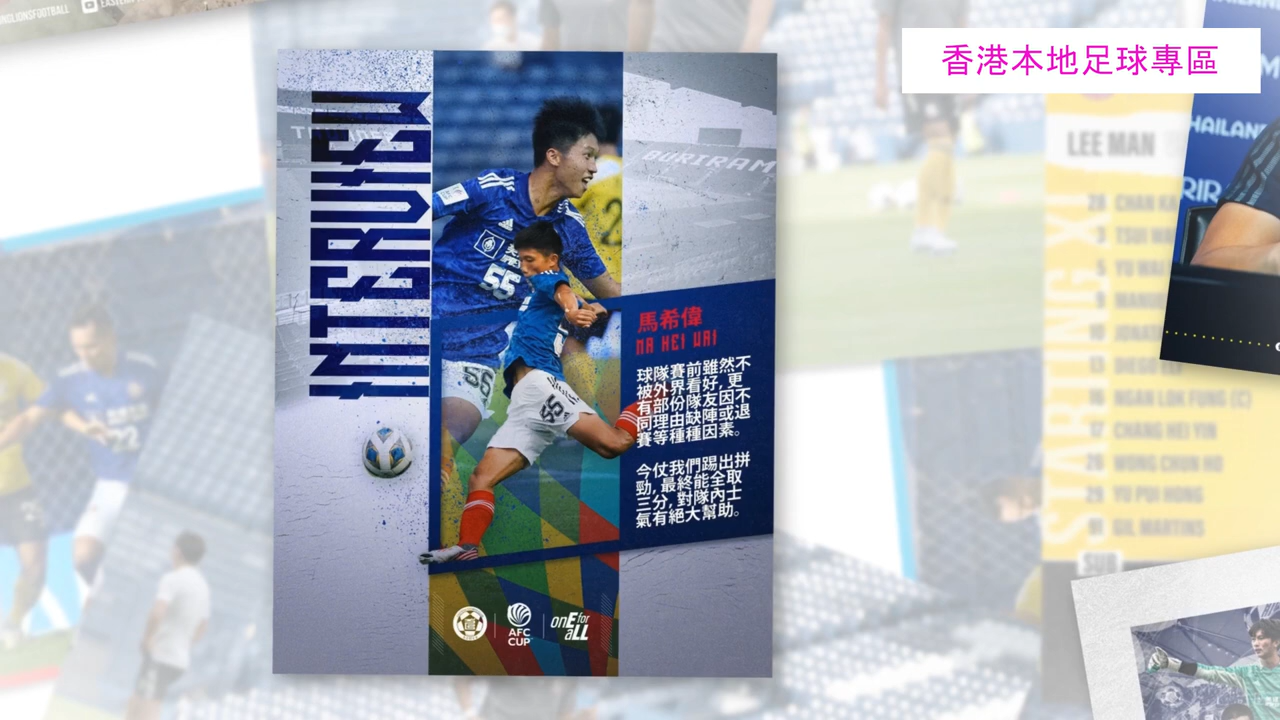 香港本地足球專區
INTERVIEW
BURIRAM
55
55
55
馬希偉
MA HEI WAI
球隊賽前雖然不
被外界看好, 更
有部份隊友因不
同理由缺陣或退
賽等種種因素。
今仗我們踢出拼
勁, 最終能全取
三分, 對隊內士
氣有絕大幫助。
AFC
CUP
onE for
aLL
LEE MAN
STARTING XI
28 CHAN KA
3 TSUI WA
5 YU WAI
9 MANUE
10 JONAT
16 NGAN LOK FUNG (C)
17 CHANG HEI YIN
26 WONG CHUN HO
29 YU PUI HONG
91 GIL MARTINS
SUB